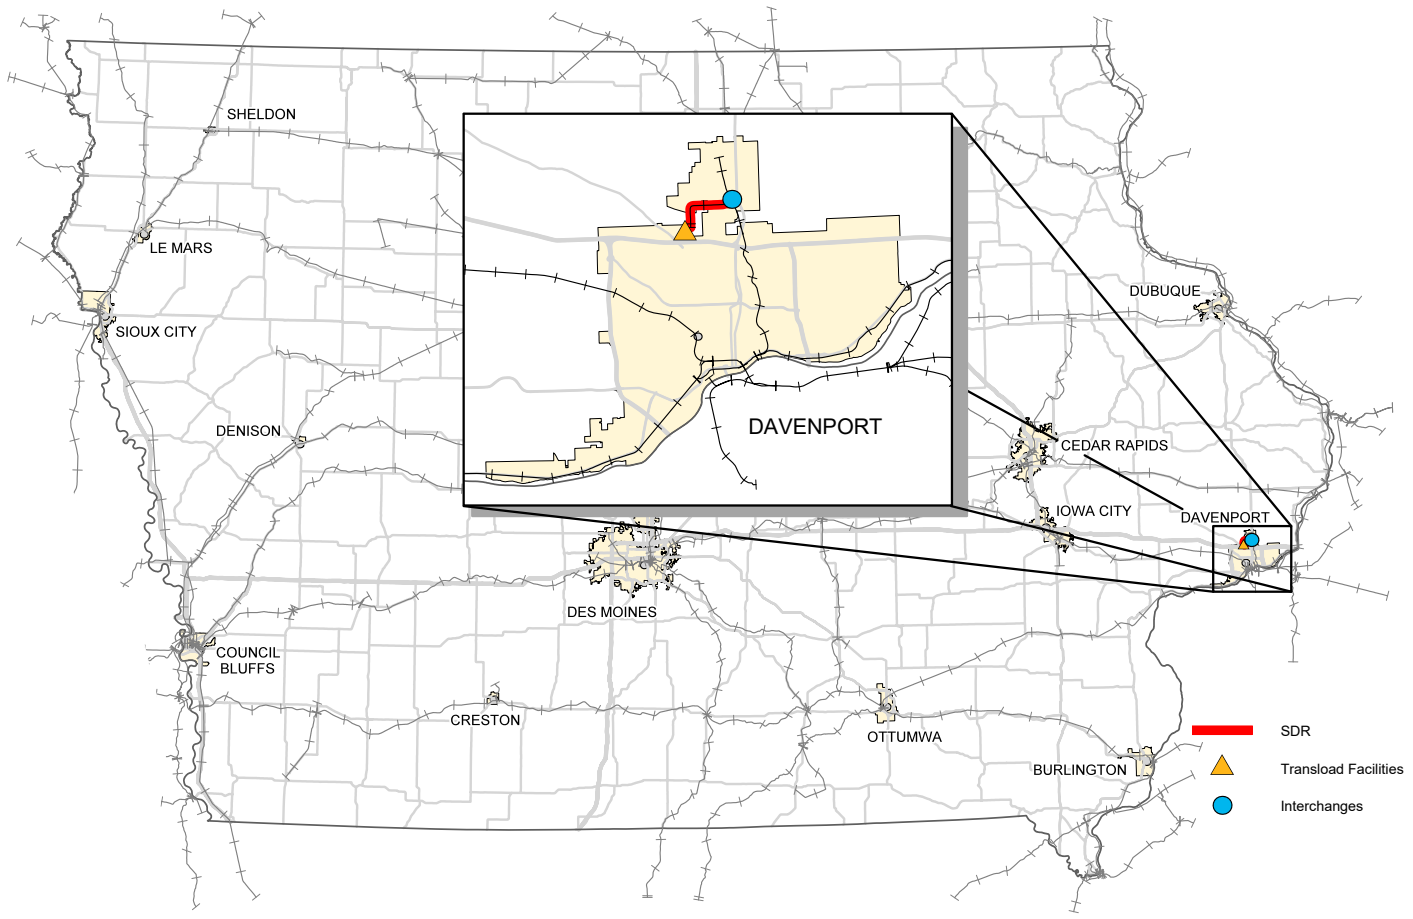 SHELDON
LE MARS
SIOUX CITY
DENISON
DUBUQUE
DAVENPORT
CEDAR RAPIDS
IOWA CITY
DAVENPORT
DES MOINES
COUNCIL
BLUFFS
CRESTON
OTTUMWA
BURLINGTON
SDR
Transload Facilities
Interchanges